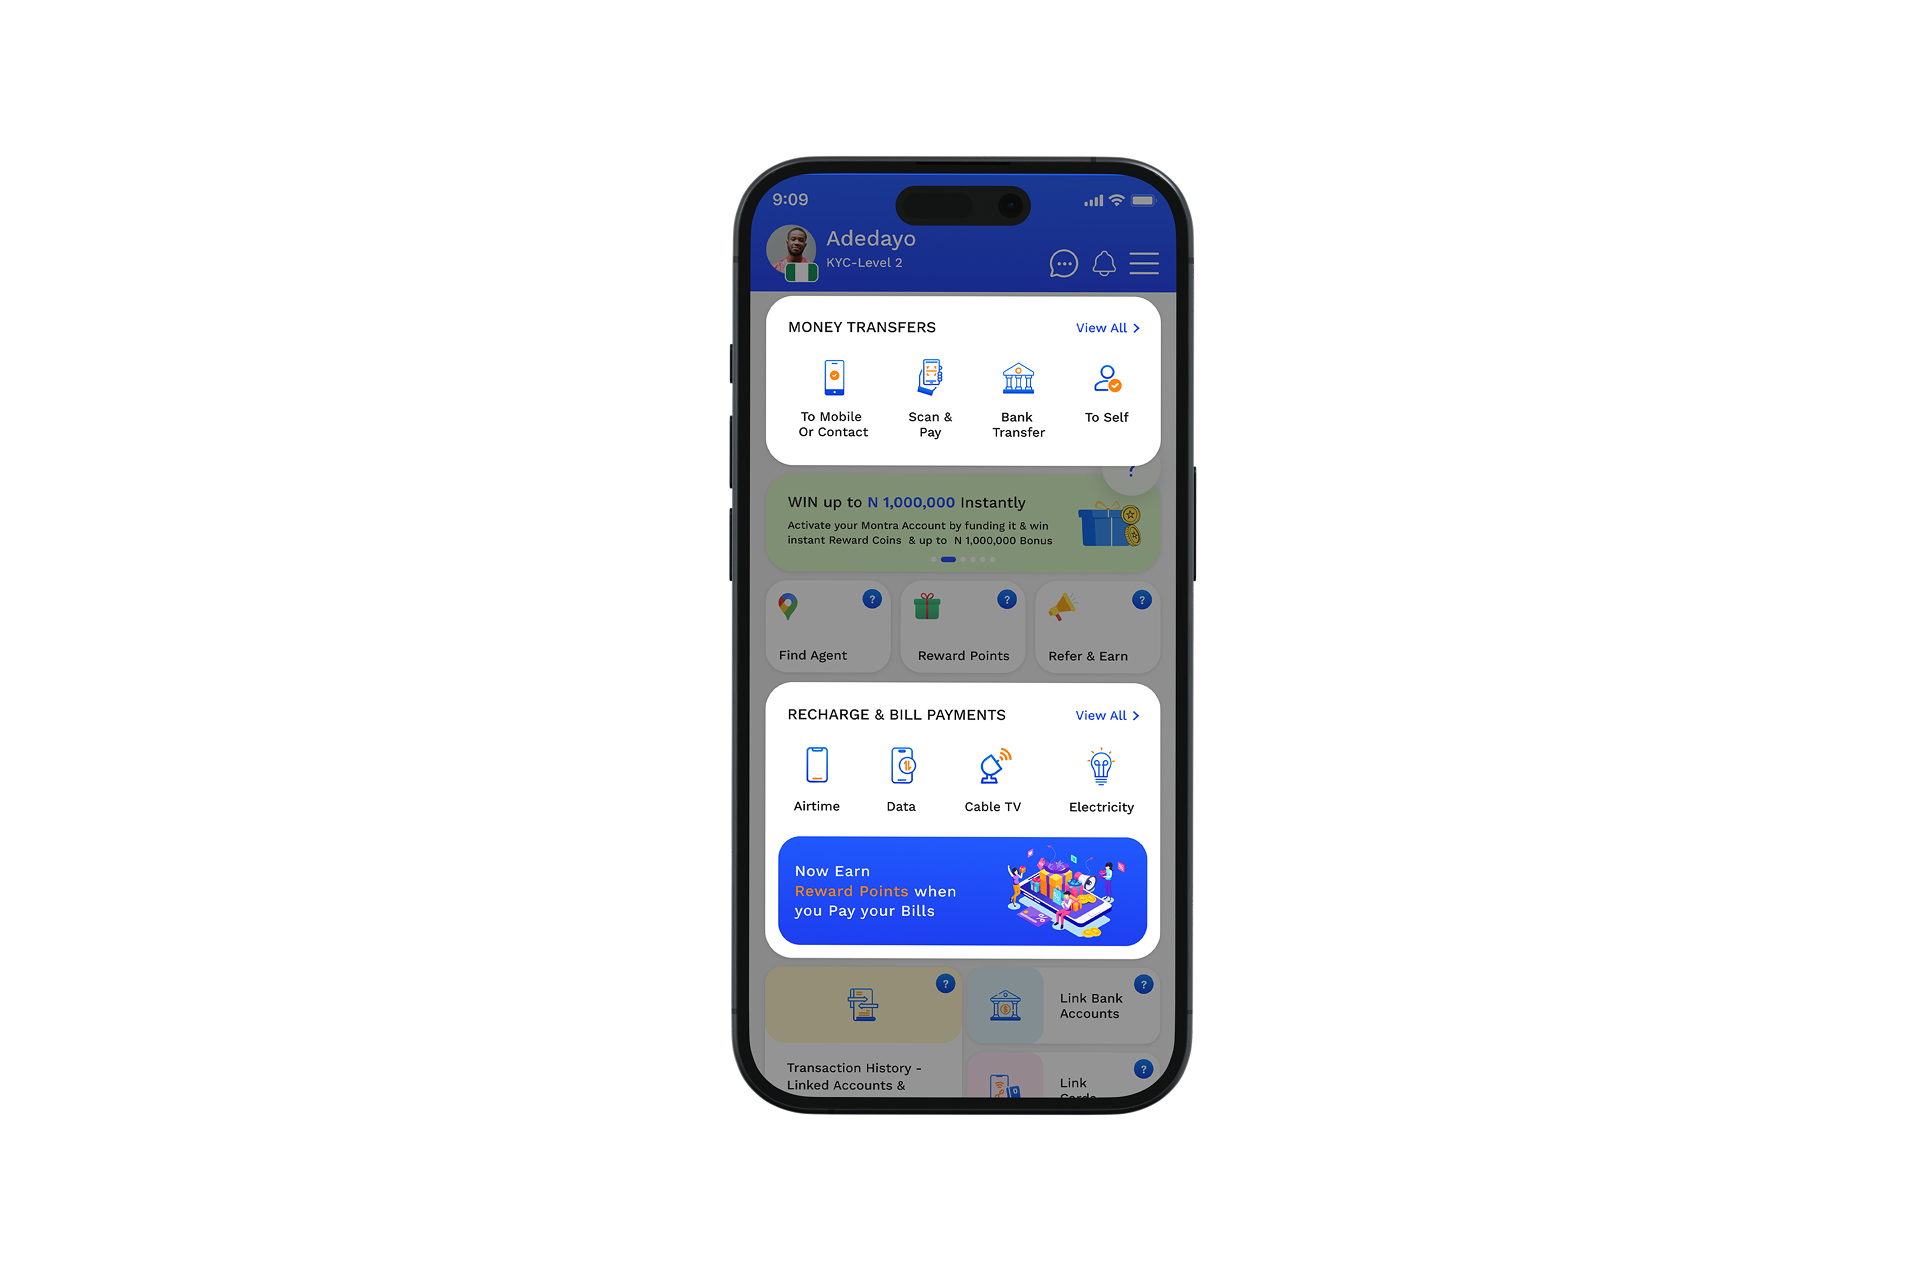 9:09
Adedayo
KYC-Level 2
MONEY TRANSFERS
View All >
To Mobile
Or Contact
Scan &
Pay
Bank
Transfer
To Self
?
WIN up to N 1,000,000 Instantly
Activate your Montra Account by funding it & win
instant Reward Coins & up to N 1,000,000 Bonus
?
Find Agent
?
Reward Points
?
Refer & Earn
RECHARGE & BILL PAYMENTS
View All >
Airtime
Data
Cable TV
Electricity
Now Earn
Reward Points when
you Pay your Bills
?
Transaction History -
Linked Accounts &
?
Link Bank
Accounts
?
Link
Cards